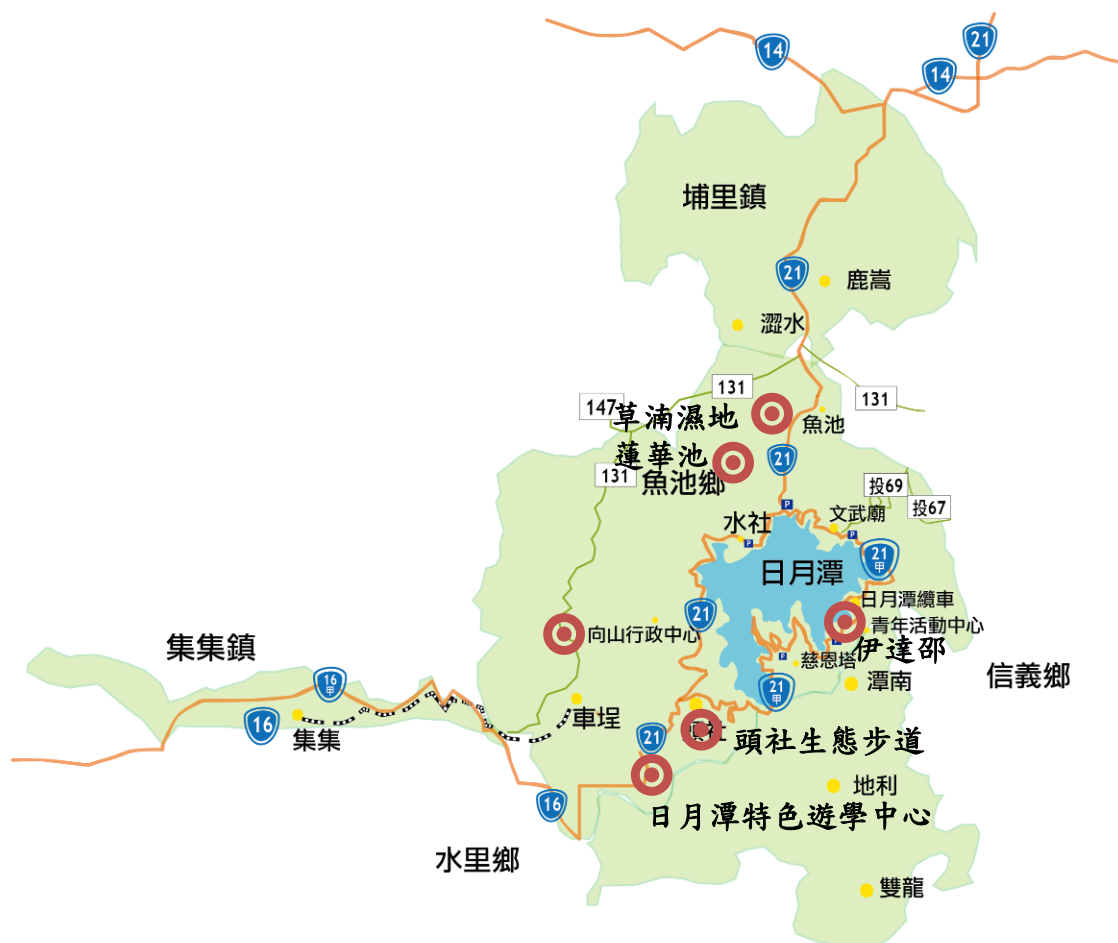 14
21
14
埔里鎮
21
鹿嵩
澀水
131
131
147
草湳濕地
魚池
蓮華池
21
131
魚池鄉
投69
投67
P
文武廟
水社
P
P
21甲
日月潭
日月潭纜車
21
青年活動中心
向山行政中心
P
伊達邵
集集鎮
P
慈恩塔
信義鄉
潭南
16甲
21甲
16
車埕
集集
21
頭社
頭社生態步道
地利
16
日月潭特色遊學中心
水里鄉
雙龍